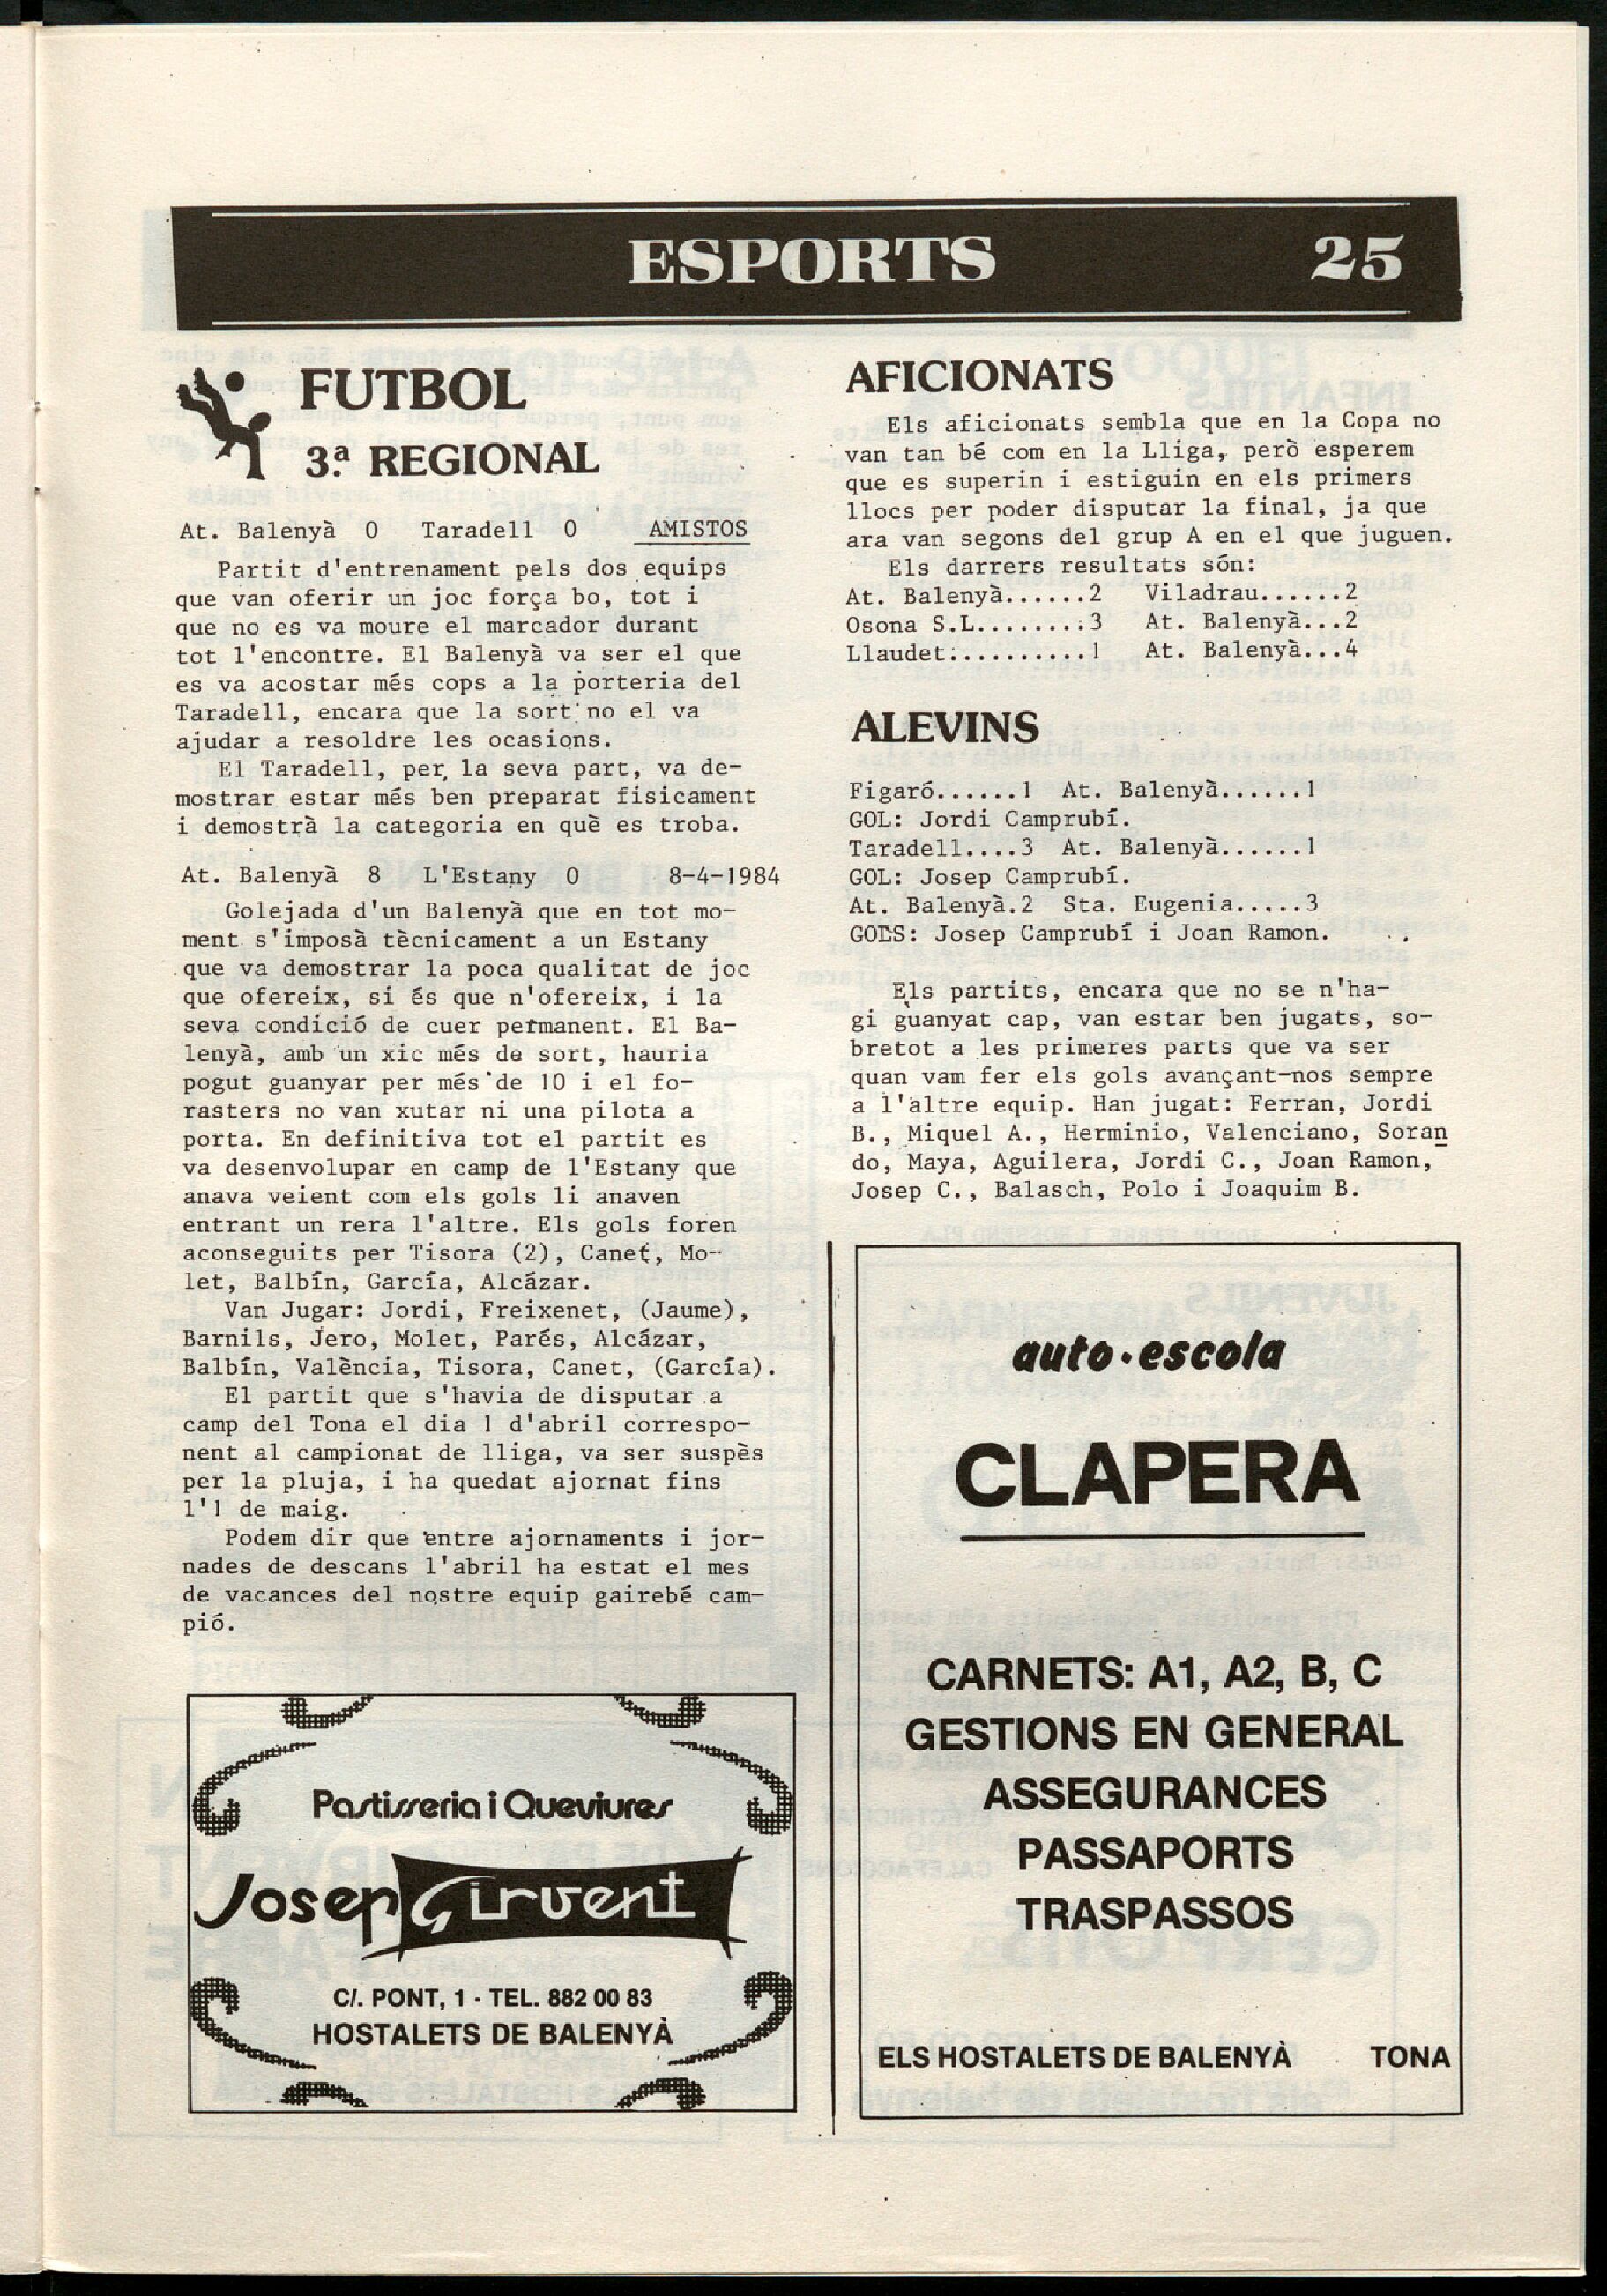 ESPORTS 25
FUTBOL
3.ª REGIONAL
At. Balenyà 0 Taradell 0 AMISTOS
Partit d'entrenament pels dos equips
que van oferir un joc força bo, tot i
que no es va moure el marcador durant
tot l'encontre. El Balenyà va ser el que
es va acostar més cops a la porteria del
Taradell, encara que la sort no el va
ajudar a resoldre les ocasions.
El Taradell, per la seva part, va de-
mostrar estar més ben preparat fisicament
i demostrà la categoria en què es troba.
At. Balenyà 8 L'Estany 0 8-4-1984
Golejada d'un Balenyà que en tot mo-
ment s'imposà tècnicament a un Estany
que va demostrar la poca qualitat de joc
que ofereix, si és que n'ofereix, i la
seva condició de cuer permanent. El Ba-
lenyà, amb un xic més de sort, hauria
pogut guanyar per més de 10 i el fo-
rasters no van xutar ni una pilota a
porta. En definitiva tot el partit es
va desenvolupar en camp de l'Estany que
anava veient com els gols li anaven
entrant un rera l'altre. Els gols foren
aconseguits per Tisora (2), Canet, Mo-
let, Balbín, García, Alcázar.
Van Jugar: Jordi, Freixenet, (Jaume),
Barnils, Jero, Molet, Parés, Alcázar,
Balbín, València, Tisora, Canet, (García).
El partit que s'havia de disputar a
camp del Tona el dia 1 d'abril correspo-
nent al campionat de lliga, va ser suspès
per la pluja, i ha quedat ajornat fins
l'1 de maig.
Podem dir que entre ajornaments i jor-
nades de descans l'abril ha estat el mes
de vacances del nostre equip gairebé cam-
pió.
Pastisseria i Queviures
Josep Girvent
C/. PONT, 1 · TEL. 882 00 83
HOSTALETS DE BALENYÀ
AFICIONATS
Els aficionats sembla que en la Copa no
van tan bé com en la Lliga, però esperem
que es superin i estiguin en els primers
llocs per poder disputar la final, ja que
ara van segons del grup A en el que juguen.
Els darrers resultats són:
At. Balenyà......2 Viladrau......2
Osona S.L........3 At. Balenyà...2
Llaudet:..........1 At. Balenyà...4
ALEVINS
Figaró......1 At. Balenyà......1
GOL: Jordi Camprubí.
Taradell....3 At. Balenyà......1
GOL: Josep Camprubí.
At. Balenyà.2 Sta. Eugenia.....3
GOLS: Josep Camprubí i Joan Ramon.
Els partits, encara que no se n'ha-
gi guanyat cap, van estar ben jugats, so-
bretot a les primeres parts que va ser
quan vam fer els gols avançant-nos sempre
a l'altre equip. Han jugat: Ferran, Jordi
B., Miquel A., Herminio, Valenciano, Soran
do, Maya, Aguilera, Jordi C., Joan Ramon,
Josep C., Balasch, Polo i Joaquim B.
auto·escola
CLAPERA
CARNETS: A1, A2, B, C
GESTIONS EN GENERAL
ASSEGURANCES
PASSAPORTS
TRASPASSOS
ELS HOSTALETS DE BALENYÀ TONA